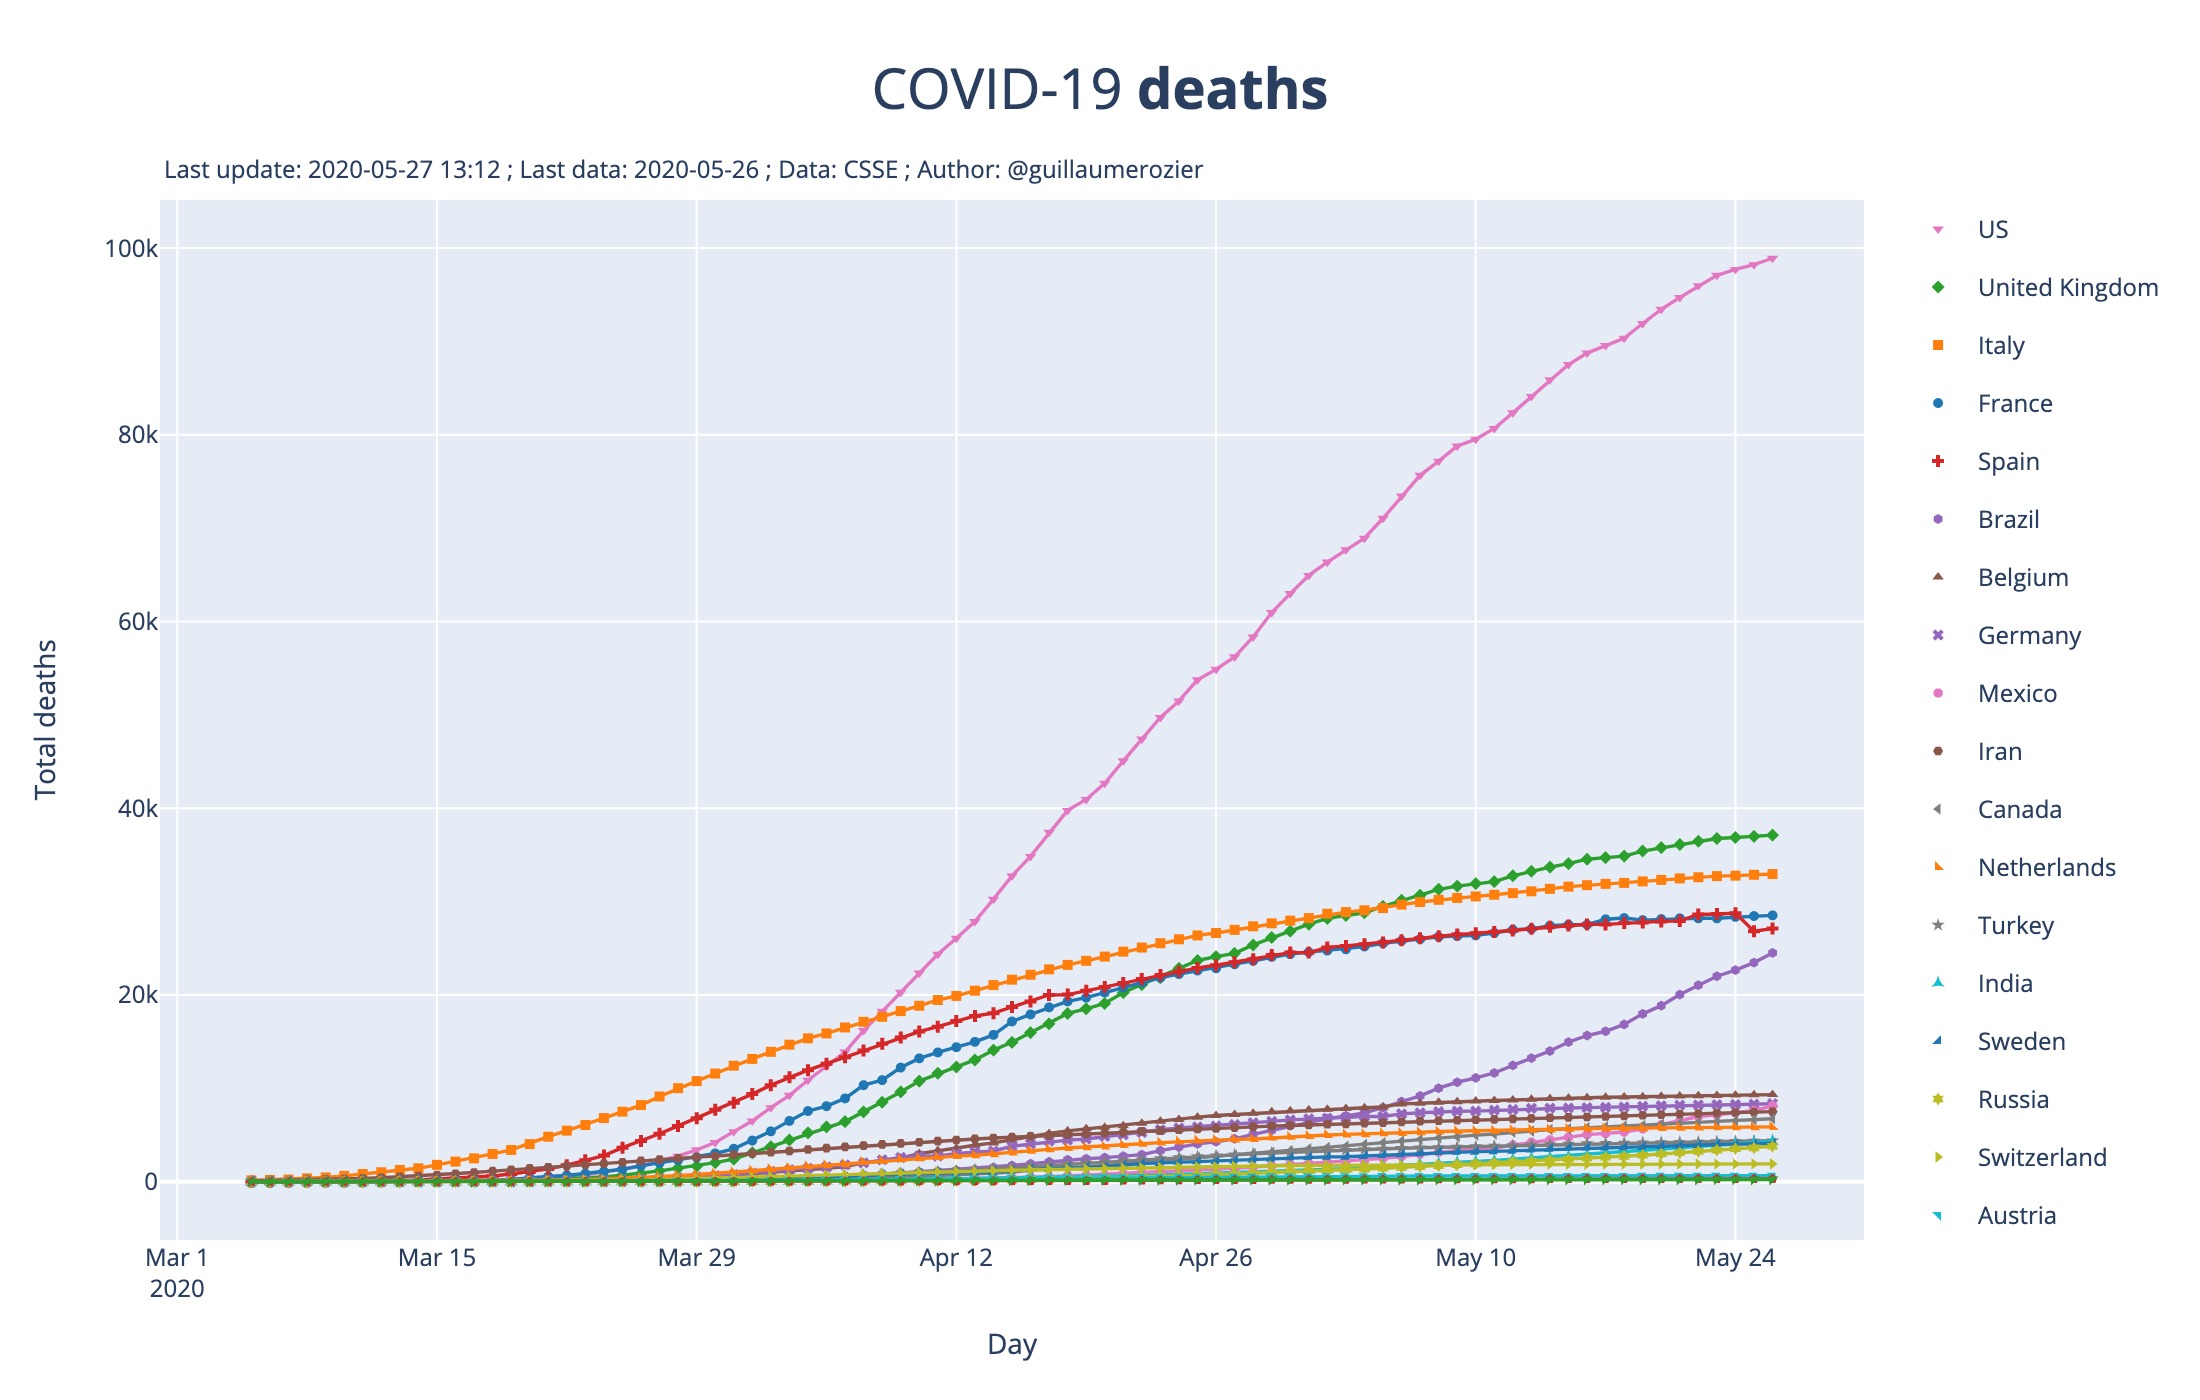 COVID-19 deaths
Last update: 2020-05-27 13:12 ; Last data: 2020-05-26 ; Data: CSSE ; Author: @guillaumerozier
Total deaths
100k
80k
60k
40k
20k
0
Mar 1
2020
Mar 15
Mar 29
Apr 12
Apr 26
May 10
May 24
Day
US
United Kingdom
Italy
France
Spain
Brazil
Belgium
Germany
Mexico
Iran
Canada
Netherlands
Turkey
India
Sweden
Russia
Switzerland
Austria